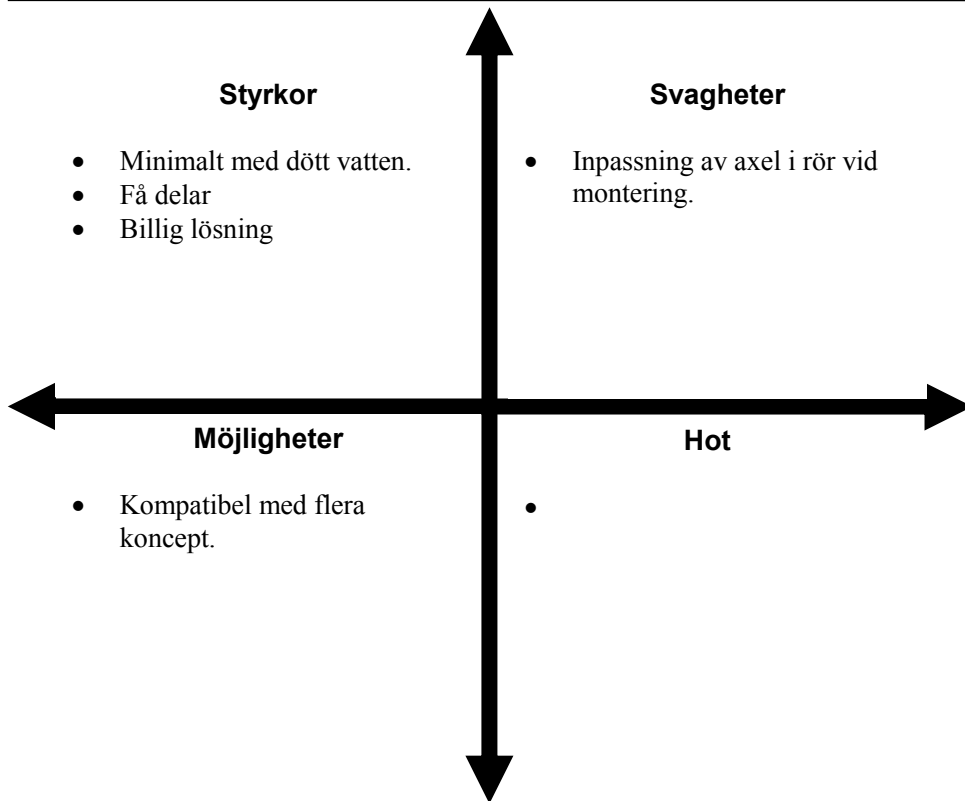 Styrkor
• Minimalt med dött vatten.
• Få delar
• Billig lösning
Svagheter
• Inpassning av axel i rör vid
montering.
Möjligheter
• Kompatibel med flera
koncept.
Hot
•